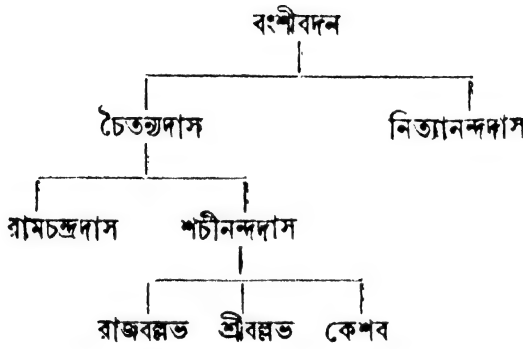 বংশীবদন
চৈতন্যদাস নিত্যানন্দদাস
রামচন্দ্রদাস শচীনন্দদাস
রাজবল্লভ শ্রীবল্লভ কেশব